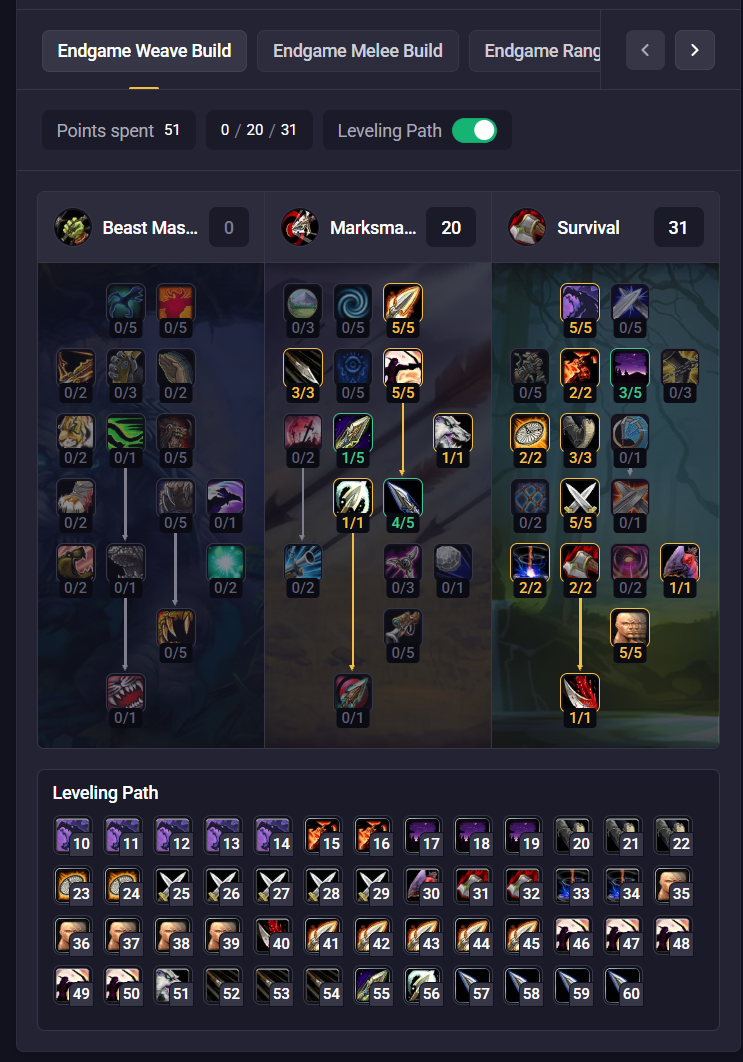 Endgame Weave Build Endgame Melee Build Endgame Rang
Points spent 51 0 / 20 / 31 Leveling Path
Beast Mas... 0 Marksma... 20 Survival 31
0/5 0/5 0/3 0/5 5/5 5/5 0/5
0/2 0/3 0/2 3/3 0/5 5/5 0/5 2/2 3/5 0/3
0/2 0/1 0/5 0/2 1/5 1/1 2/2 3/3 0/1
0/2 0/5 0/1 1/1 4/5 0/2 5/5 0/1
0/2 0/1 0/2 0/2 0/3 0/1 2/2 2/2 0/2 1/1
0/5 0/5 5/5
0/1 0/1 1/1
Leveling Path
10 11 12 13 14 15 16 17 18 19 20 21 22
23 24 25 26 27 28 29 30 31 32 33 34 35
36 37 38 39 40 41 42 43 44 45 46 47 48
49 50 51 52 53 54 55 56 57 58 59 60